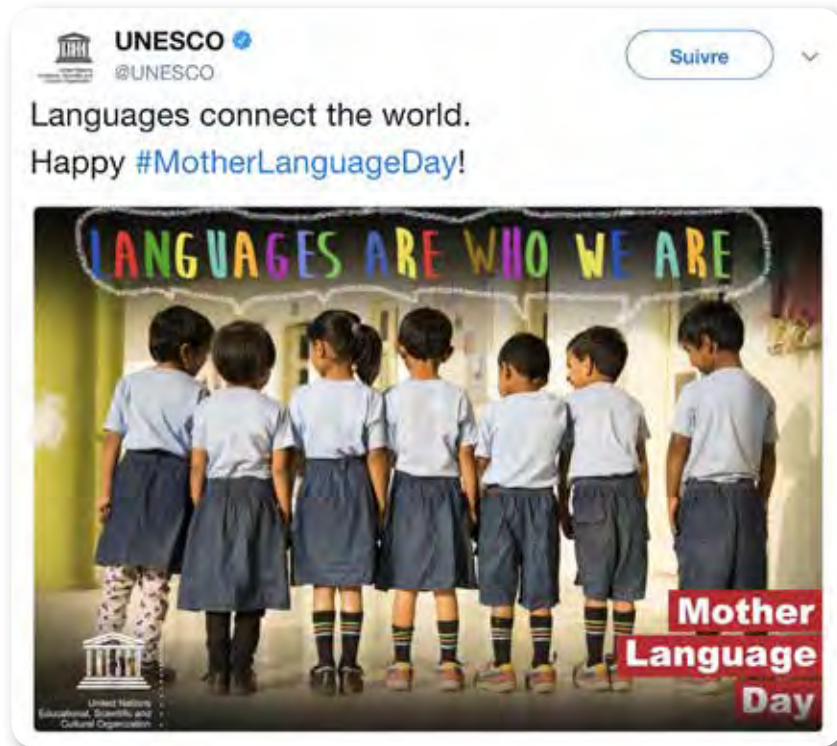 UNESCO
@UNESCO
Suivre
Languages connect the world.
Happy #MotherLanguageDay!
LANGUAGES ARE WHO WE ARE
Mother
Language
Day
United Nations
Educational, Scientific and
Cultural Organization